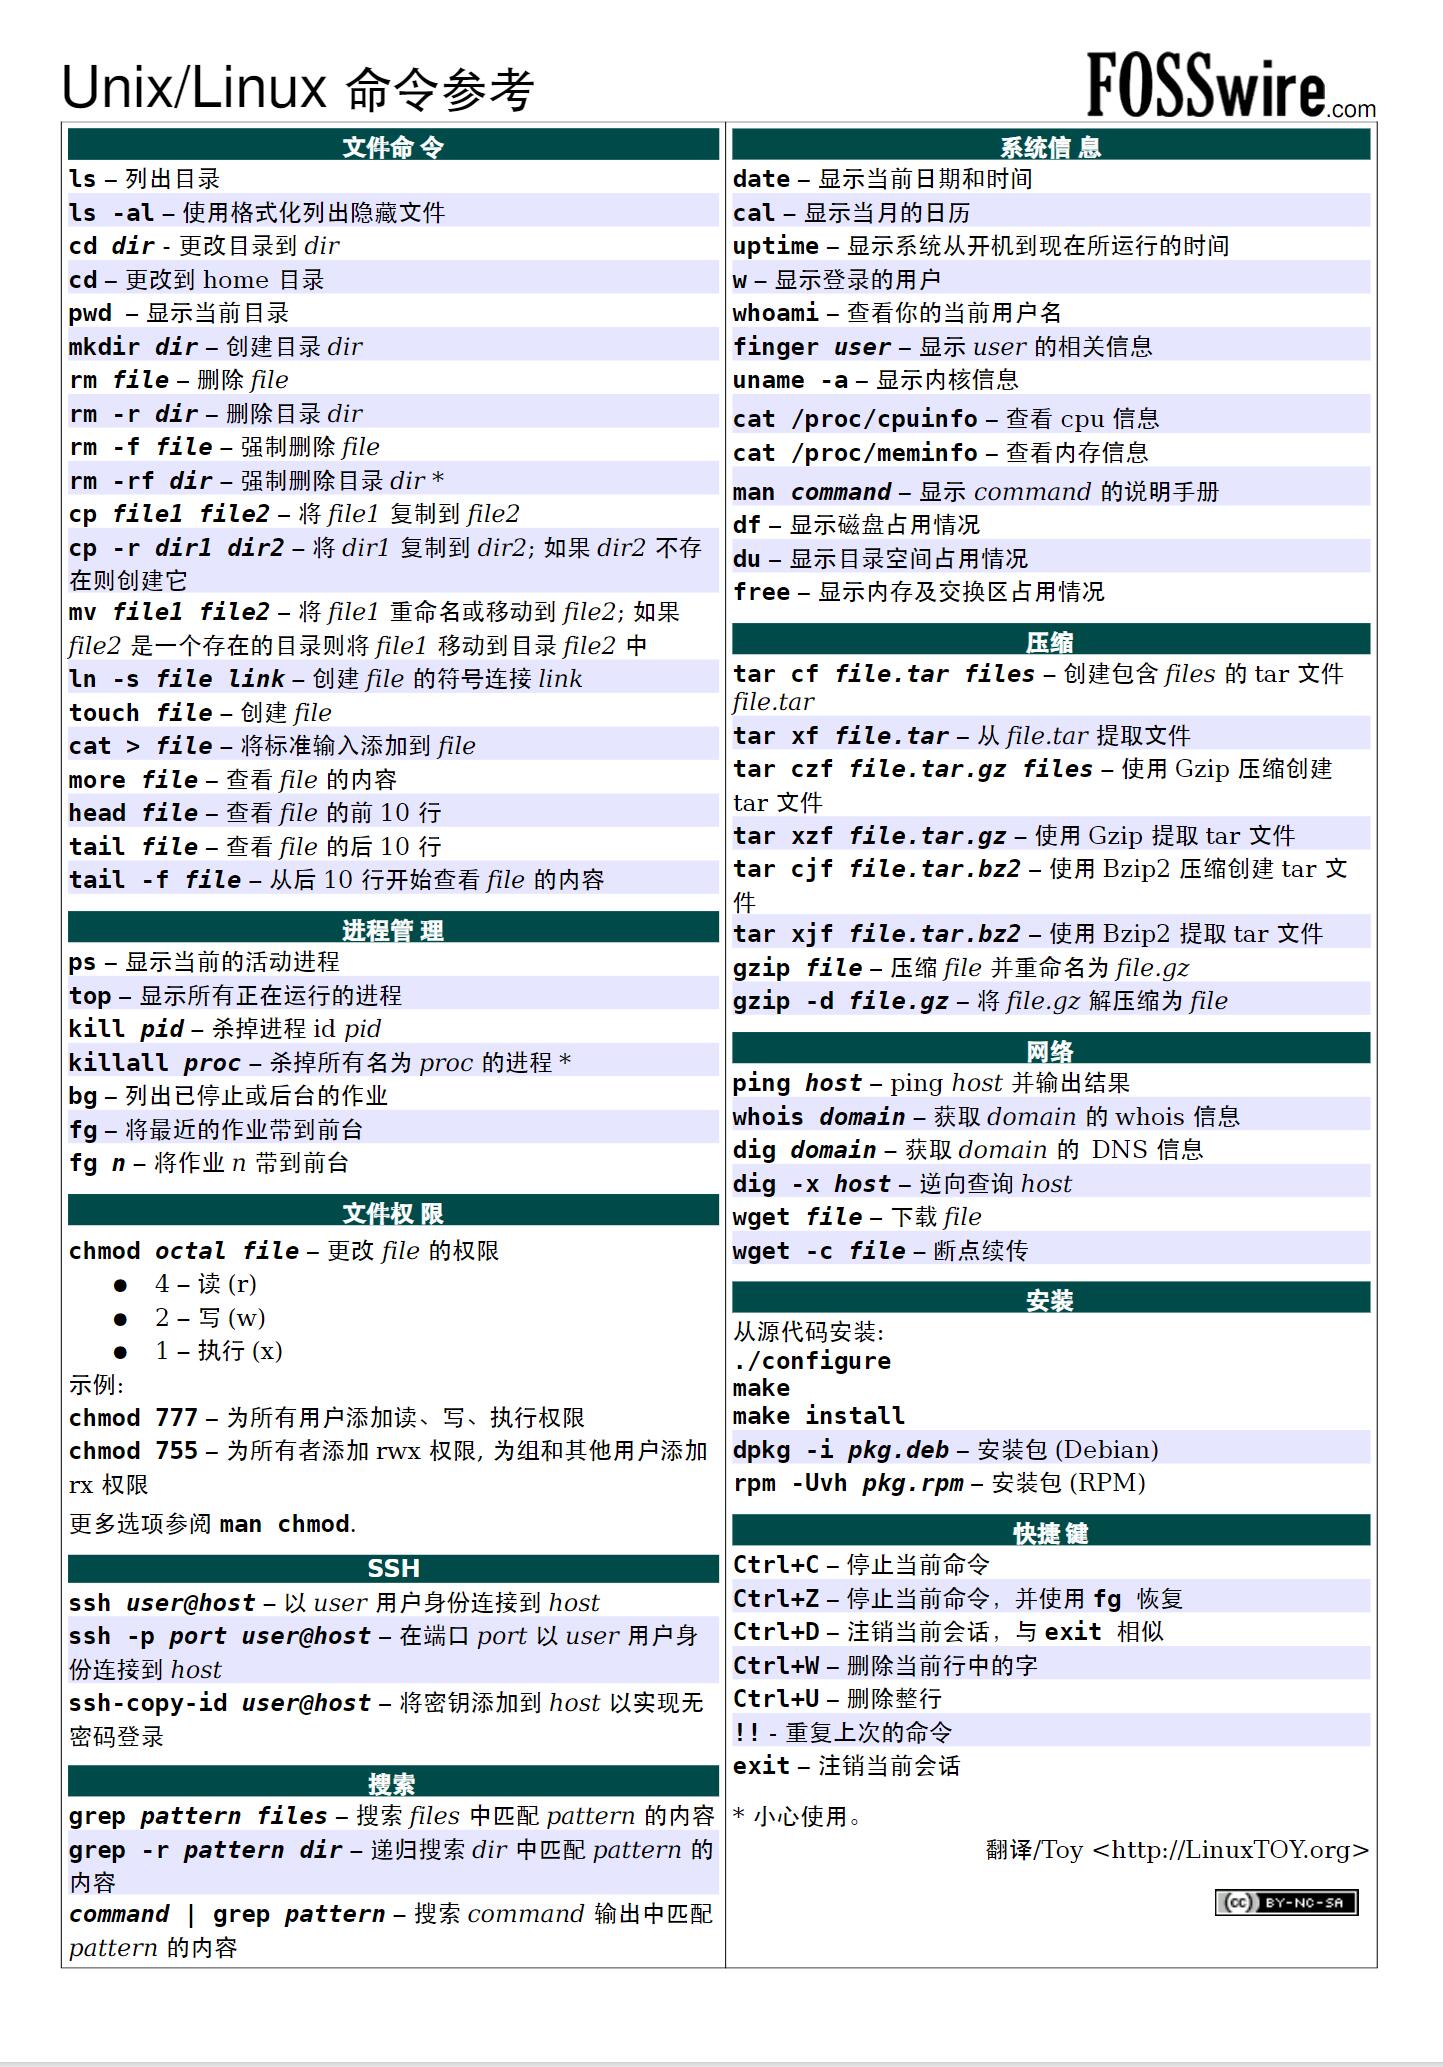 Unix/Linux 命令参考
FOSSwire.com
文件命令
ls – 列出目录
ls -al – 使用格式化列出隐藏文件
cd dir - 更改目录到 dir
cd – 更改到 home 目录
pwd – 显示当前目录
mkdir dir – 创建目录 dir
rm file – 删除 file
rm -r dir – 删除目录 dir
rm -f file – 强制删除 file
rm -rf dir – 强制删除目录 dir *
cp file1 file2 – 将 file1 复制到 file2
cp -r dir1 dir2 – 将 dir1 复制到 dir2; 如果 dir2 不存
在则创建它
mv file1 file2 – 将 file1 重命名或移动到 file2; 如果
file2 是一个存在的目录则将 file1 移动到目录 file2 中
ln -s file link – 创建 file 的符号连接 link
touch file – 创建 file
cat > file – 将标准输入添加到 file
more file – 查看 file 的内容
head file – 查看 file 的前 10 行
tail file – 查看 file 的后 10 行
tail -f file – 从后 10 行开始查看 file 的内容
进程管理
ps – 显示当前的活动进程
top – 显示所有正在运行的进程
kill pid – 杀掉进程 id pid
killall proc – 杀掉所有名为 proc 的进程 *
bg – 列出已停止或后台的作业
fg – 将最近的作业带到前台
fg n – 将作业 n 带到前台
文件权限
chmod octal file – 更改 file 的权限
● 4 – 读 (r)
● 2 – 写 (w)
● 1 – 执行 (x)
示例:
chmod 777 – 为所有用户添加读、写、执行权限
chmod 755 – 为所有者添加 rwx 权限, 为组和其他用户添加
rx 权限
更多选项参阅 man chmod.
SSH
ssh user@host – 以 user 用户身份连接到 host
ssh -p port user@host – 在端口 port 以 user 用户身
份连接到 host
ssh-copy-id user@host – 将密钥添加到 host 以实现无
密码登录
搜索
grep pattern files – 搜索 files 中匹配 pattern 的内容
grep -r pattern dir – 递归搜索 dir 中匹配 pattern 的
内容
command | grep pattern – 搜索 command 输出中匹配
pattern 的内容
系统信息
date – 显示当前日期和时间
cal – 显示当月的日历
uptime – 显示系统从开机到现在所运行的时间
w – 显示登录的用户
whoami – 查看你的当前用户名
finger user – 显示 user 的相关信息
uname -a – 显示内核信息
cat /proc/cpuinfo – 查看 cpu 信息
cat /proc/meminfo – 查看内存信息
man command – 显示 command 的说明手册
df – 显示磁盘占用情况
du – 显示目录空间占用情况
free – 显示内存及交换区占用情况
压缩
tar cf file.tar files – 创建包含 files 的 tar 文件
file.tar
tar xf file.tar – 从 file.tar 提取文件
tar czf file.tar.gz files – 使用 Gzip 压缩创建
tar 文件
tar xzf file.tar.gz – 使用 Gzip 提取 tar 文件
tar cjf file.tar.bz2 – 使用 Bzip2 压缩创建 tar 文
件
tar xjf file.tar.bz2 – 使用 Bzip2 提取 tar 文件
gzip file – 压缩 file 并重命名为 file.gz
gzip -d file.gz – 将 file.gz 解压缩为 file
网络
ping host – ping host 并输出结果
whois domain – 获取 domain 的 whois 信息
dig domain – 获取 domain 的 DNS 信息
dig -x host – 逆向查询 host
wget file – 下载 file
wget -c file – 断点续传
安装
从源代码安装:
./configure
make
make install
dpkg -i pkg.deb – 安装包 (Debian)
rpm -Uvh pkg.rpm – 安装包 (RPM)
快捷键
Ctrl+C – 停止当前命令
Ctrl+Z – 停止当前命令，并使用 fg 恢复
Ctrl+D – 注销当前会话，与 exit 相似
Ctrl+W – 删除当前行中的字
Ctrl+U – 删除整行
!! - 重复上次的命令
exit – 注销当前会话
* 小心使用。
翻译/Toy <http://LinuxTOY.org>
cc BY-NC-SA